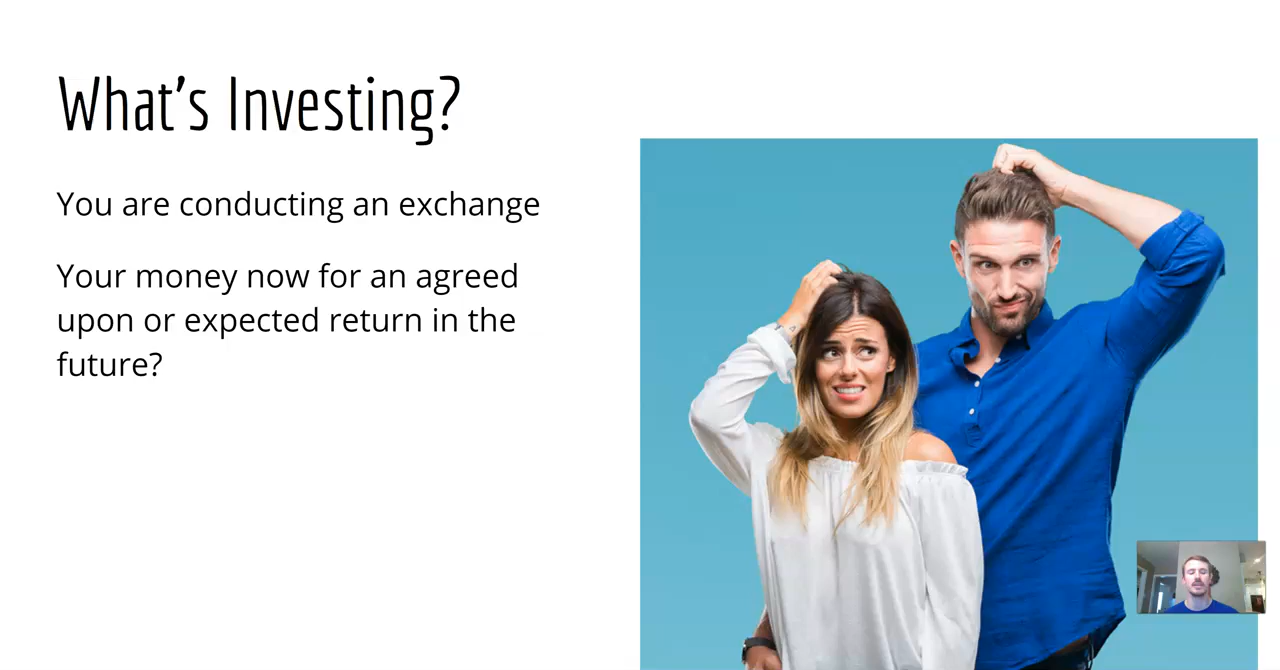 What's Investing?
You are conducting an exchange
Your money now for an agreed
upon or expected return in the
future?